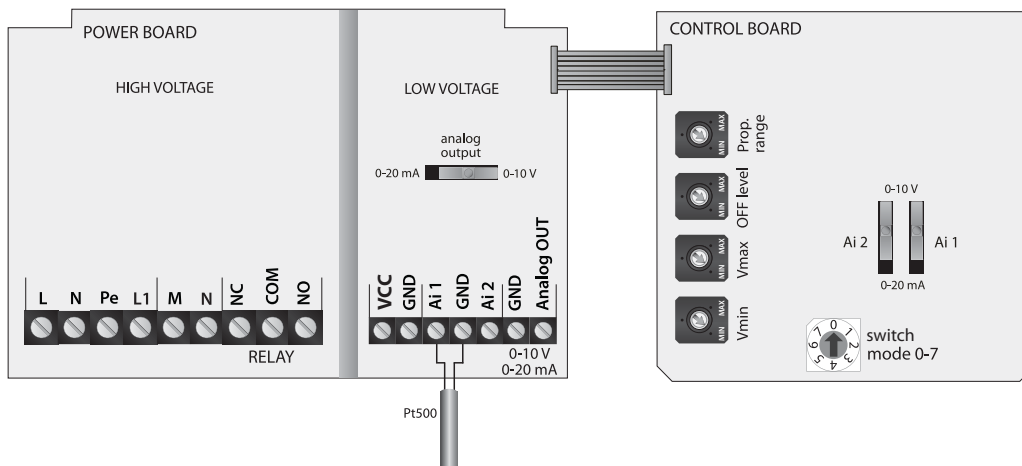 POWER BOARD
HIGH VOLTAGE
LOW VOLTAGE
analog
output
0-20 mA
0-10 V
L N Pe L1 M N NC COM NO
RELAY
VCC GND Ai 1 GND Ai 2 GND Analog OUT
0-10 V
0-20 mA
Pt500
CONTROL BOARD
MIN MAX
Prop.
range
MIN MAX
OFF level
MIN MAX
Vmax
MIN MAX
Vmin
0-10 V
Ai 2
Ai 1
0-20 mA
0 1 2 3 4 5 6 7
switch
mode 0-7